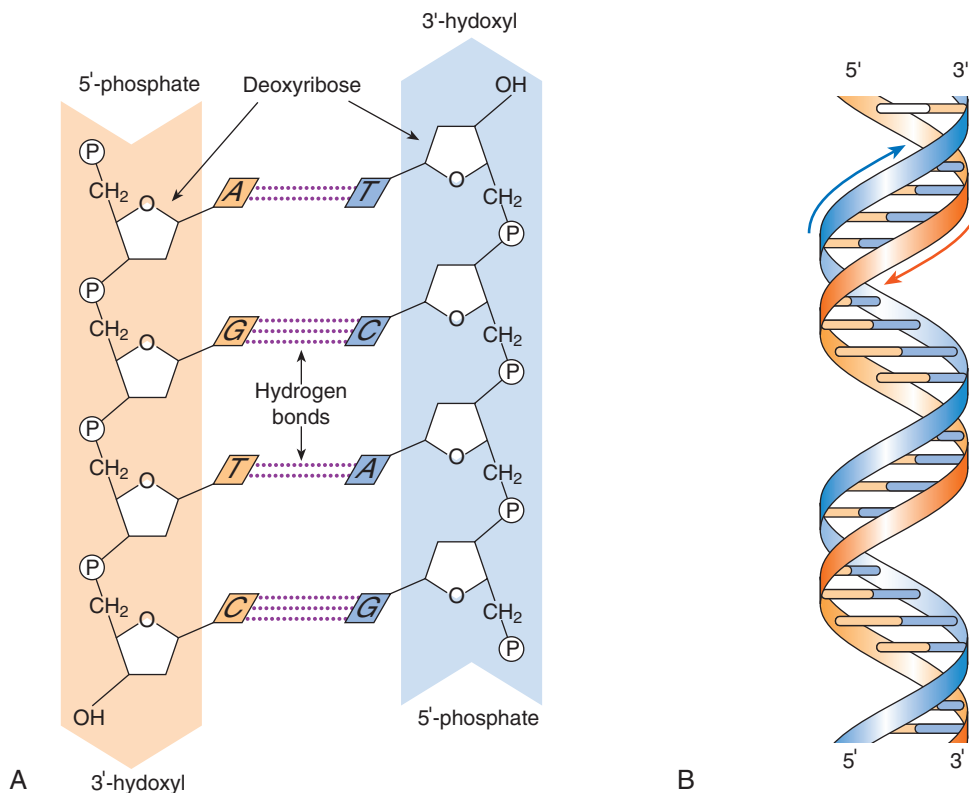 3'-hydoxyl
5'-phosphate
Deoxyribose
OH
P
CH2
O
A
T
O
CH2
P
P
CH2
O
G
C
O
CH2
P
Hydrogen
bonds
P
CH2
O
T
A
O
CH2
P
P
CH2
O
C
G
O
CH2
P
OH
5'-phosphate
3'-hydoxyl
A
5'
3'
5'
3'
B